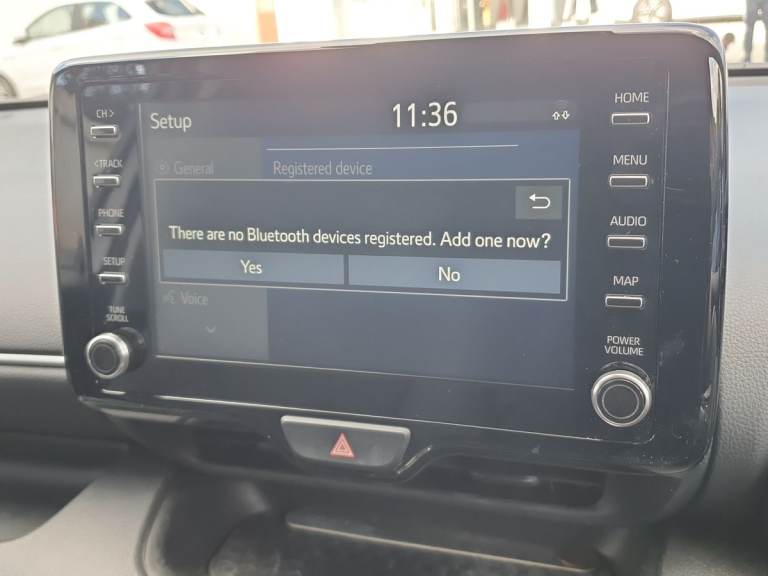 CH >
< TRACK
PHONE
SETUP
TUNE
SCROLL
Setup
11:36
General
Registered device
There are no Bluetooth devices registered. Add one now?
Yes
No
Voice
HOME
MENU
AUDIO
MAP
POWER
VOLUME